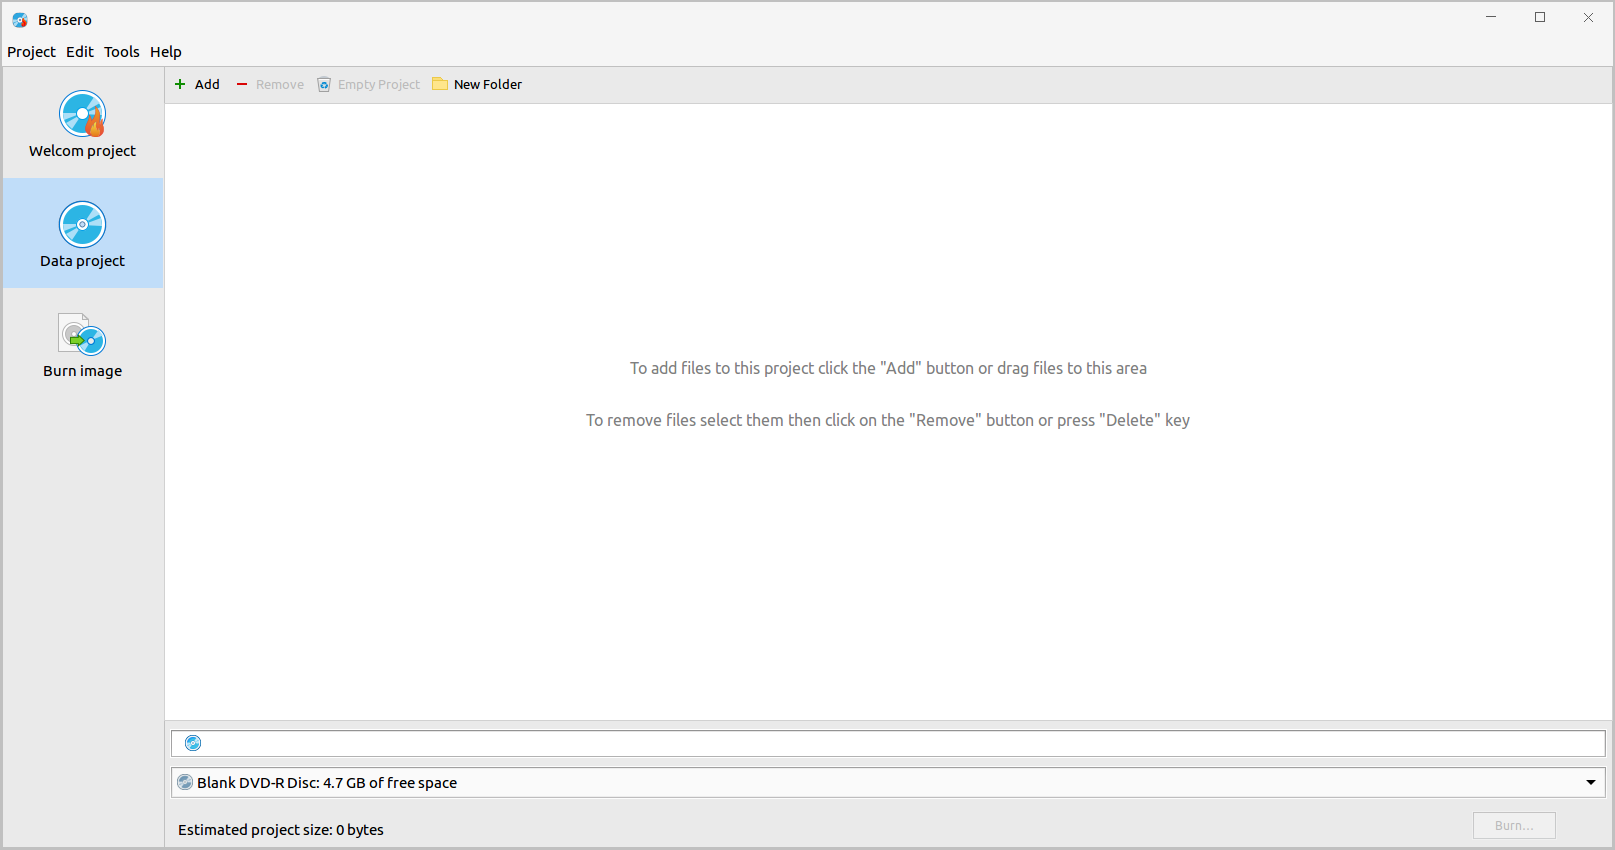 Brasero
Project Edit Tools Help
Add Remove Empty Project New Folder
Welcom project
Data project
Burn image
To add files to this project click the "Add" button or drag files to this area
To remove files select them then click on the "Remove" button or press "Delete" key
Blank DVD-R Disc: 4.7 GB of free space
Estimated project size: 0 bytes
Burn...